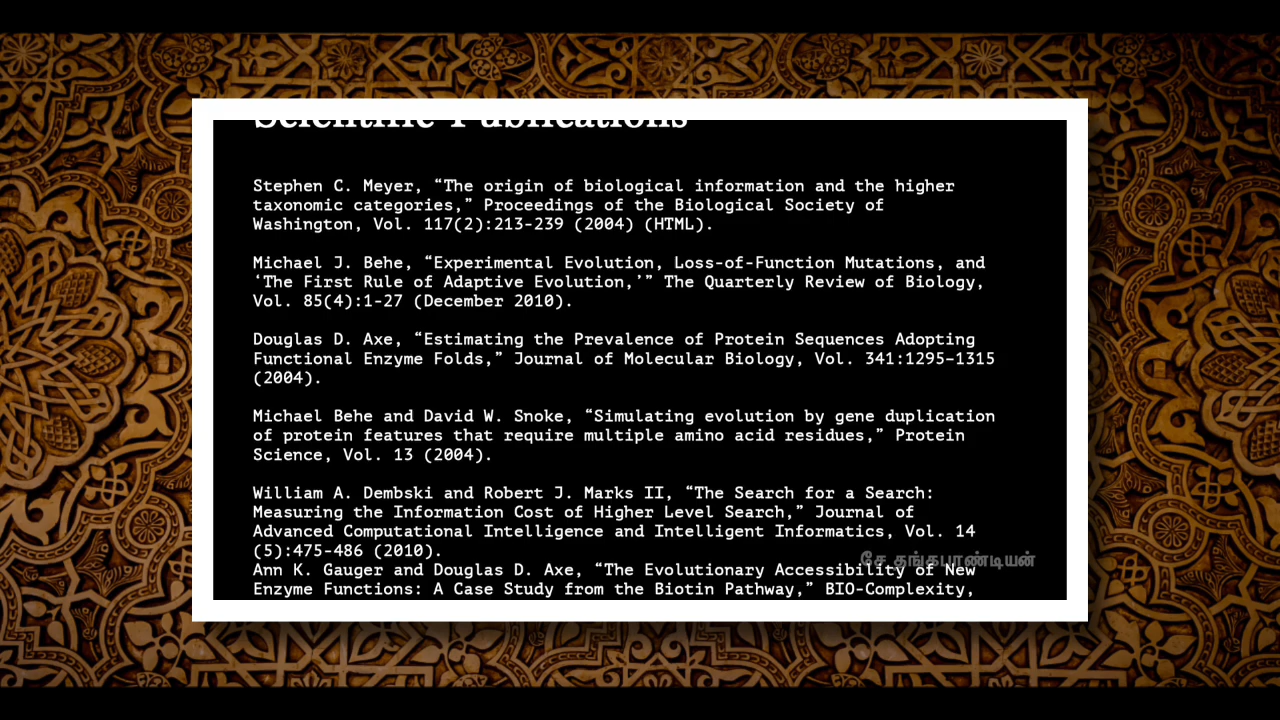 Scientific Publications
Stephen C. Meyer, “The origin of biological information and the higher
taxonomic categories,” Proceedings of the Biological Society of
Washington, Vol. 117(2):213-239 (2004) (HTML).
Michael J. Behe, “Experimental Evolution, Loss-of-Function Mutations, and
‘The First Rule of Adaptive Evolution,’” The Quarterly Review of Biology,
Vol. 85(4):1-27 (December 2010).
Douglas D. Axe, “Estimating the Prevalence of Protein Sequences Adopting
Functional Enzyme Folds,” Journal of Molecular Biology, Vol. 341:1295–1315
(2004).
Michael Behe and David W. Snoke, “Simulating evolution by gene duplication
of protein features that require multiple amino acid residues,” Protein
Science, Vol. 13 (2004).
William A. Dembski and Robert J. Marks II, “The Search for a Search:
Measuring the Information Cost of Higher Level Search,” Journal of
Advanced Computational Intelligence and Intelligent Informatics, Vol. 14
(5):475-486 (2010).
சே.தங்கபாண்டியன்
Ann K. Gauger and Douglas D. Axe, “The Evolutionary Accessibility of New
Enzyme Functions: A Case Study from the Biotin Pathway,” BIO-Complexity,